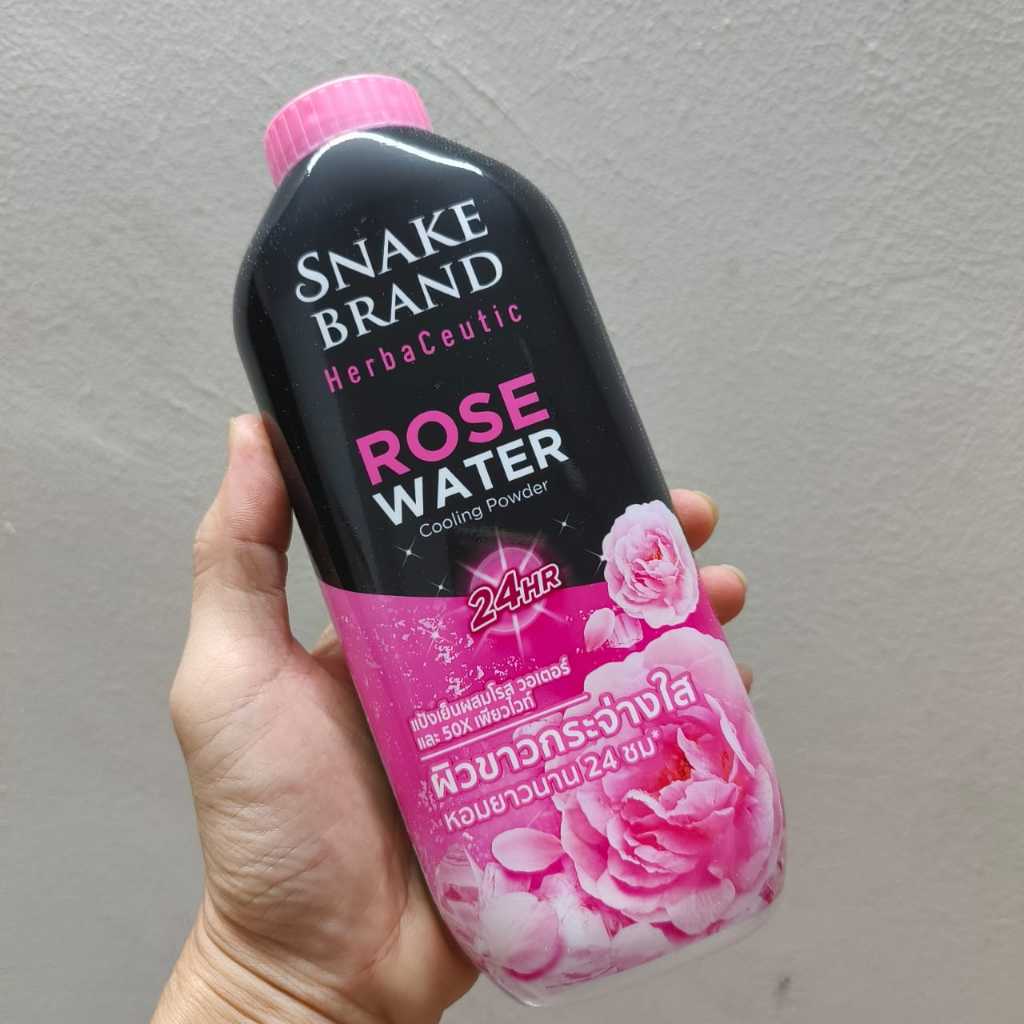 SNAKE
BRAND
HerbaCeutic
ROSE
WATER
Cooling Powder
24HR
แป้งเย็นผสมโรส วอเตอร์
และ 50X เพียวไวท์
ผิวขาวกระจ่างใส
หอมยาวนาน 24 ชม*